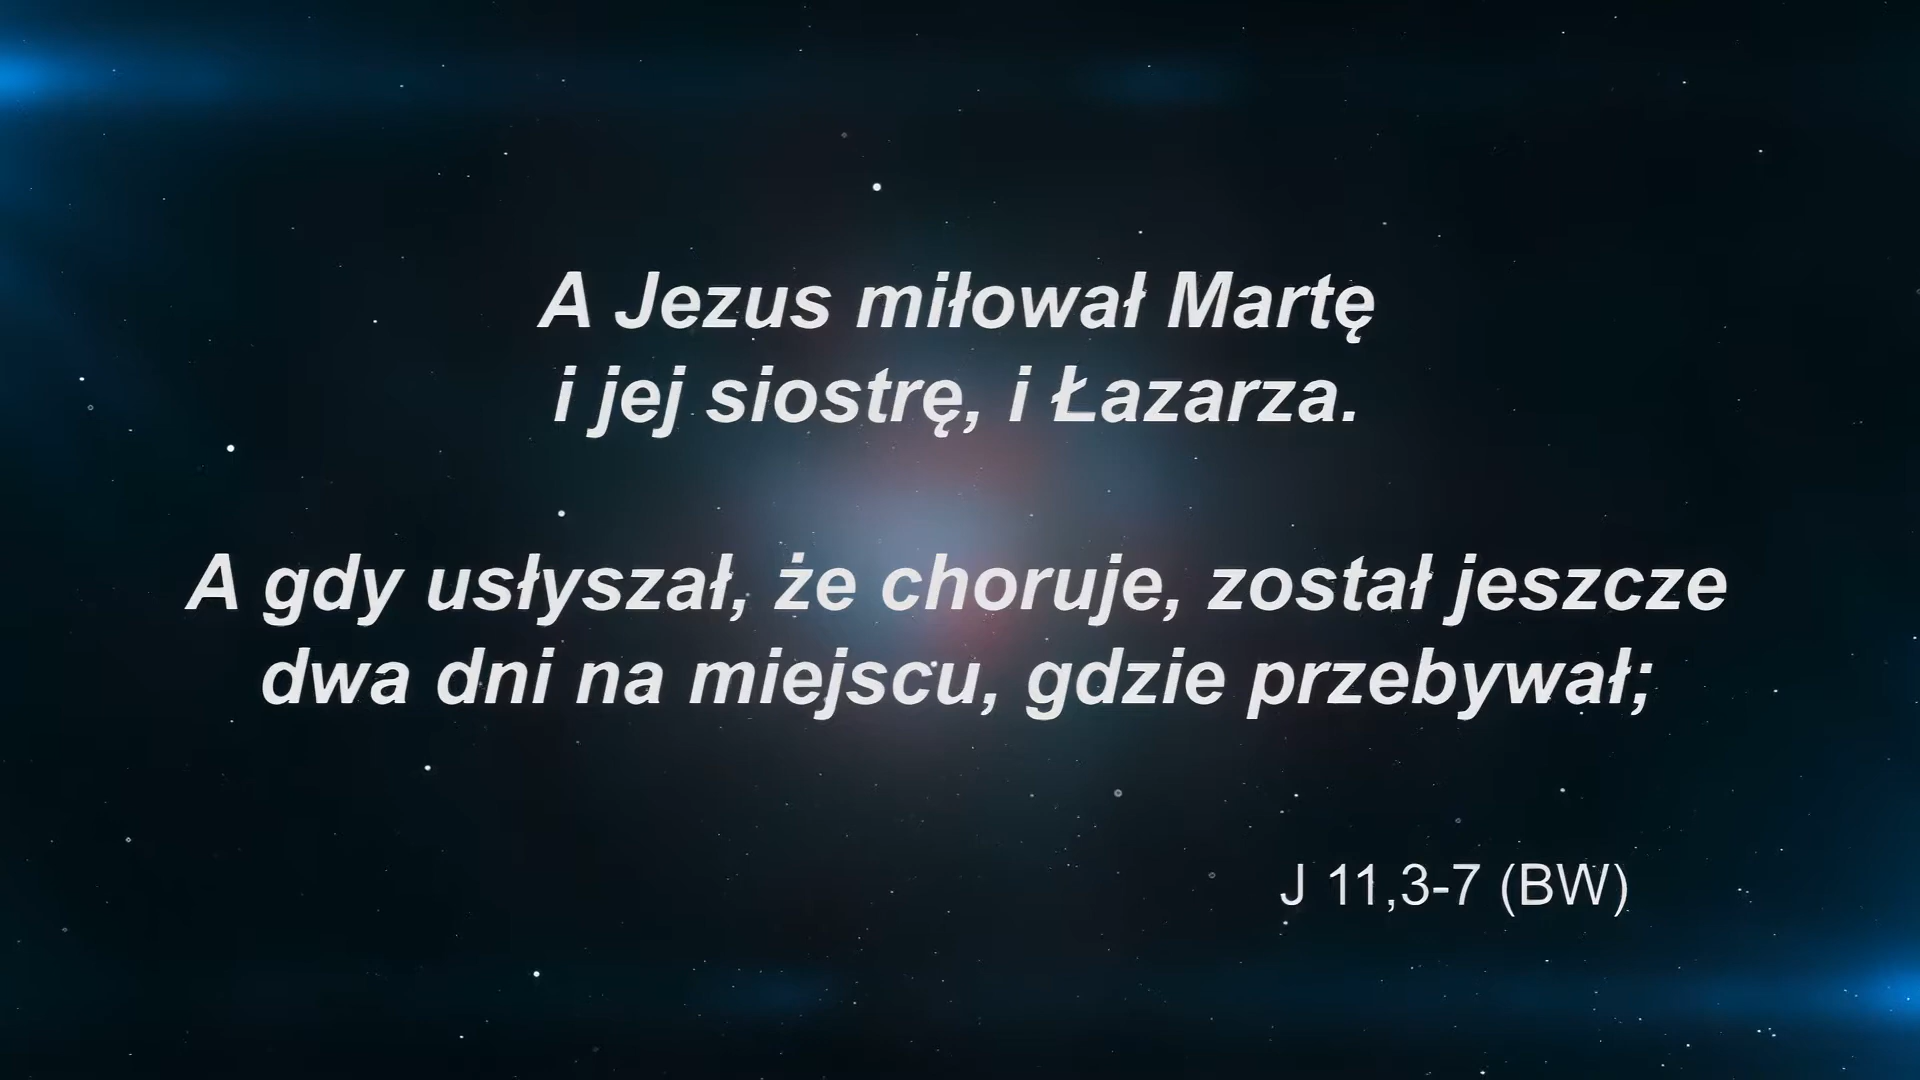 A Jezus miłował Martę
i jej siostrę, i Łazarza.
A gdy usłyszał, że choruje, został jeszcze
dwa dni na miejscu, gdzie przebywał;
J 11,3-7 (BW)